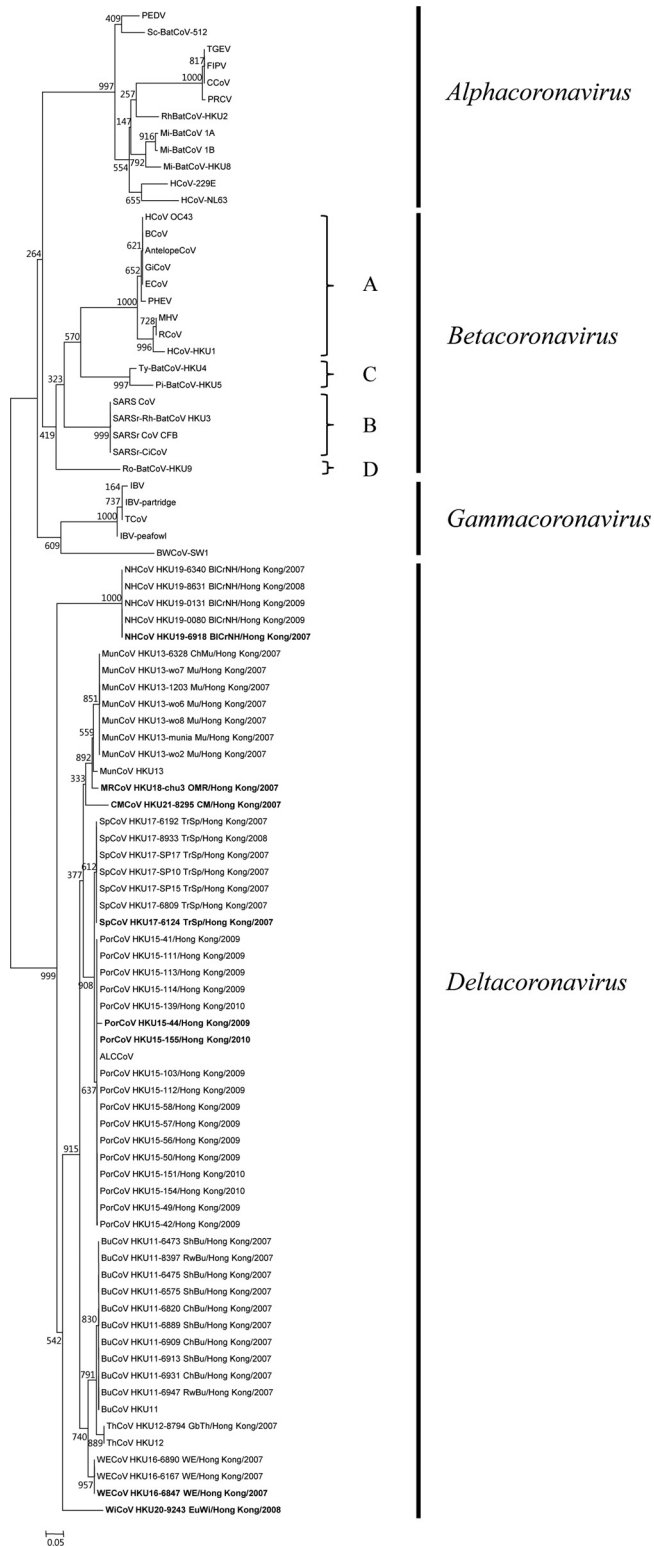 PEDV
409
Sc-BatCoV-512
TGEV
817
FIPV
1000
CCoV
997
257
PRCV
Alphacoronavirus
RhBatCoV-HKU2
147
Mi-BatCoV 1A
916
Mi-BatCoV 1B
792
Mi-BatCoV-HKU8
554
HCoV-229E
655
HCoV-NL63
HCoV OC43
BCoV
621
AntelopeCoV
264
652
GiCoV
ECoV
A
1000
PHEV
728
MHV
RCoV
570
996
HCoV-HKU1
Betacoronavirus
Ty-BatCoV-HKU4
C
323
997
Pi-BatCoV-HKU5
SARS CoV
SARSr-Rh-BatCoV HKU3
B
419
999
SARSr CoV CFB
SARSr-CiCoV
Ro-BatCoV-HKU9
D
164
IBV
737
IBV-partridge
1000
TCoV
Gammacoronavirus
IBV-peafowl
609
BWCoV-SW1
NHCoV HKU19-6340 BlCrNH/Hong Kong/2007
NHCoV HKU19-8631 BlCrNH/Hong Kong/2008
1000
NHCoV HKU19-0131 BlCrNH/Hong Kong/2009
NHCoV HKU19-0080 BlCrNH/Hong Kong/2009
NHCoV HKU19-6918 BlCrNH/Hong Kong/2007
MunCoV HKU13-6328 ChMu/Hong Kong/2007
MunCoV HKU13-wo7 Mu/Hong Kong/2007
MunCoV HKU13-1203 Mu/Hong Kong/2007
851
MunCoV HKU13-wo6 Mu/Hong Kong/2007
MunCoV HKU13-wo8 Mu/Hong Kong/2007
559
MunCoV HKU13-munia Mu/Hong Kong/2007
892
MunCoV HKU13-wo2 Mu/Hong Kong/2007
333
MunCoV HKU13
MRCoV HKU18-chu3 OMR/Hong Kong/2007
CMCoV HKU21-8295 CM/Hong Kong/2007
SpCoV HKU17-6192 TrSp/Hong Kong/2007
SpCoV HKU17-8933 TrSp/Hong Kong/2008
377
612
SpCoV HKU17-SP17 TrSp/Hong Kong/2007
SpCoV HKU17-SP10 TrSp/Hong Kong/2007
SpCoV HKU17-SP15 TrSp/Hong Kong/2007
SpCoV HKU17-6809 TrSp/Hong Kong/2007
SpCoV HKU17-6124 TrSp/Hong Kong/2007
PorCoV HKU15-41/Hong Kong/2009
PorCoV HKU15-111/Hong Kong/2009
999
PorCoV HKU15-113/Hong Kong/2009
908
PorCoV HKU15-114/Hong Kong/2009
Deltacoronavirus
PorCoV HKU15-139/Hong Kong/2010
PorCoV HKU15-44/Hong Kong/2009
PorCoV HKU15-155/Hong Kong/2010
ALCCoV
PorCoV HKU15-103/Hong Kong/2009
637
PorCoV HKU15-112/Hong Kong/2009
PorCoV HKU15-58/Hong Kong/2009
PorCoV HKU15-57/Hong Kong/2009
915
PorCoV HKU15-56/Hong Kong/2009
PorCoV HKU15-50/Hong Kong/2009
PorCoV HKU15-151/Hong Kong/2010
PorCoV HKU15-154/Hong Kong/2010
PorCoV HKU15-49/Hong Kong/2009
PorCoV HKU15-42/Hong Kong/2009
BuCoV HKU11-6473 ShBu/Hong Kong/2007
BuCoV HKU11-8397 RwBu/Hong Kong/2007
BuCoV HKU11-6475 ShBu/Hong Kong/2007
BuCoV HKU11-6575 ShBu/Hong Kong/2007
830
BuCoV HKU11-6820 ChBu/Hong Kong/2007
BuCoV HKU11-6889 ShBu/Hong Kong/2007
542
BuCoV HKU11-6909 ChBu/Hong Kong/2007
BuCoV HKU11-6913 ShBu/Hong Kong/2007
791
BuCoV HKU11-6931 ChBu/Hong Kong/2007
BuCoV HKU11-6947 RwBu/Hong Kong/2007
BuCoV HKU11
ThCoV HKU12-8794 GbTh/Hong Kong/2007
740
889
ThCoV HKU12
WECoV HKU16-6890 WE/Hong Kong/2007
WECoV HKU16-6167 WE/Hong Kong/2007
957
WECoV HKU16-6847 WE/Hong Kong/2007
WiCoV HKU20-9243 EuWi/Hong Kong/2008
0.05